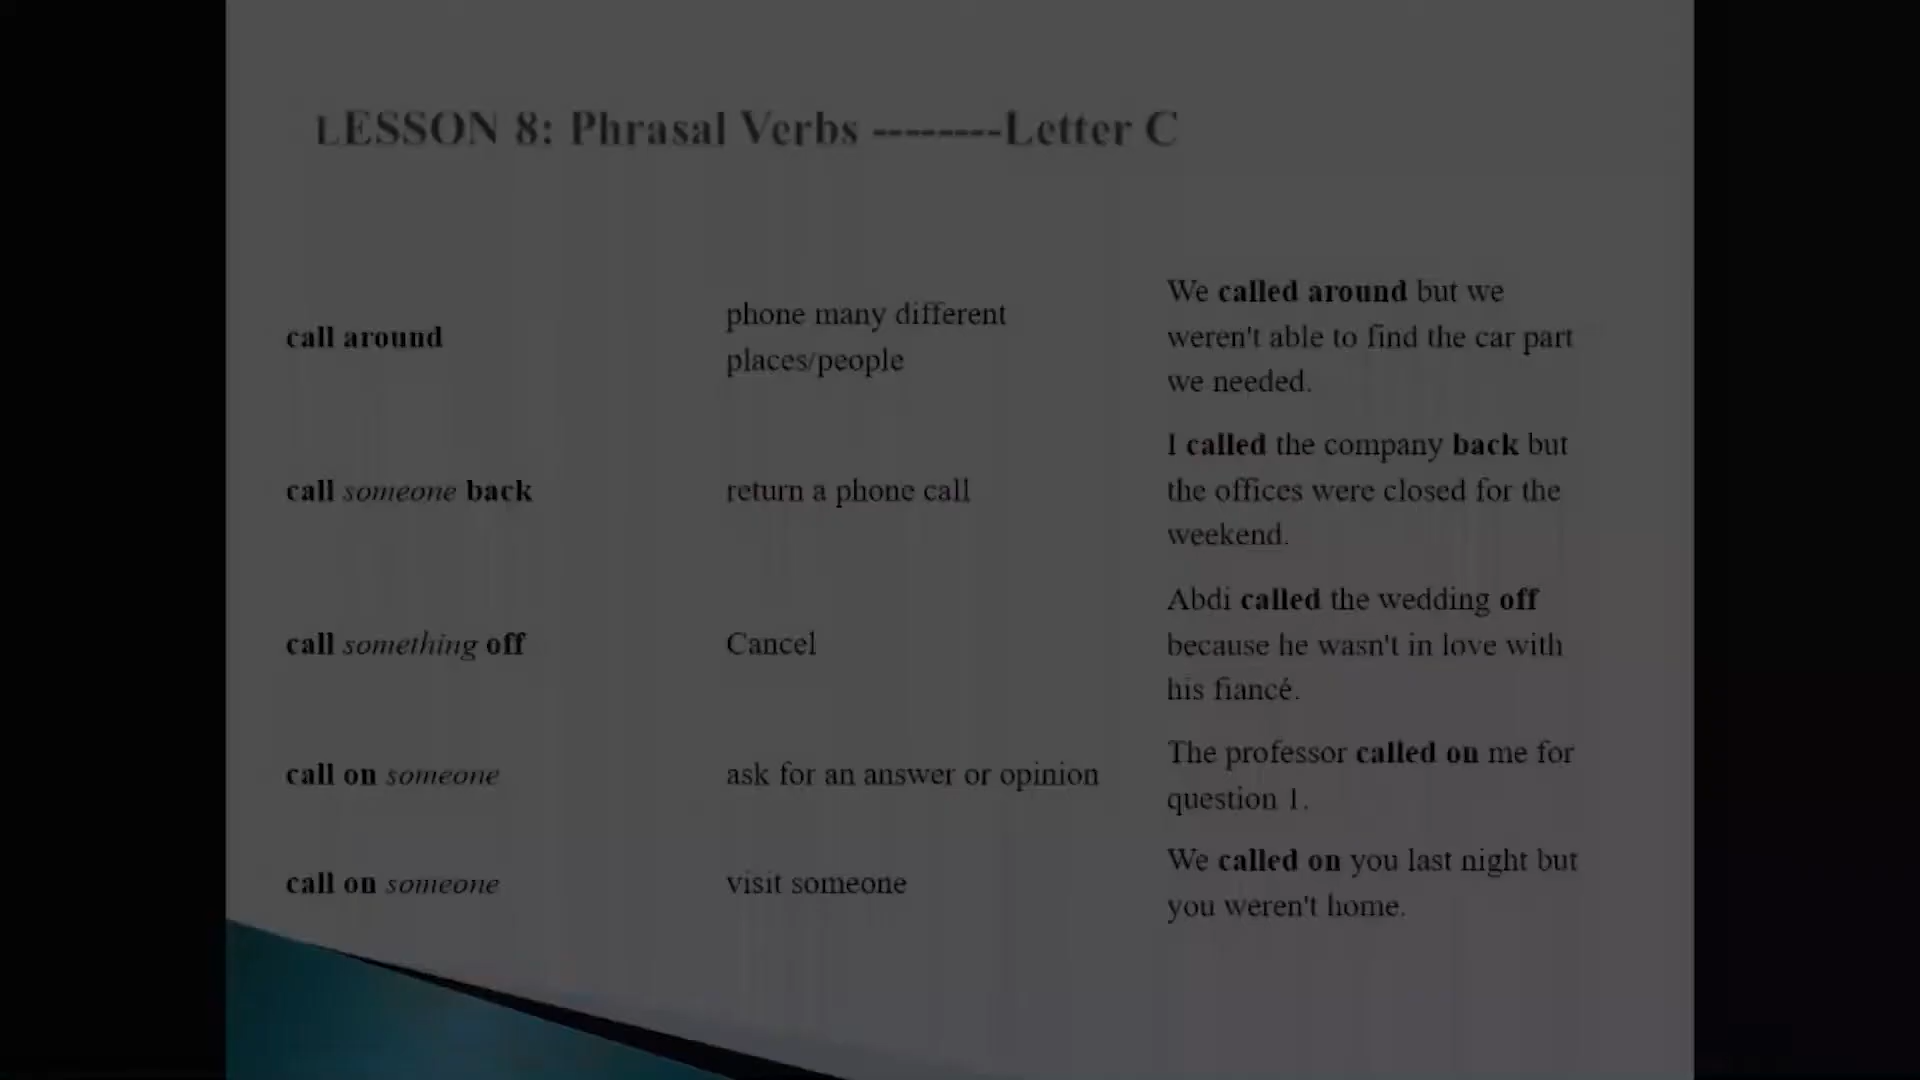 LESSON 8: Phrasal Verbs --------Letter C
call around
phone many different
places/people
We called around but we
weren't able to find the car part
we needed.
call someone back
return a phone call
I called the company back but
the offices were closed for the
weekend.
call something off
Cancel
Abdi called the wedding off
because he wasn't in love with
his fiancé.
call on someone
ask for an answer or opinion
The professor called on me for
question 1.
call on someone
visit someone
We called on you last night but
you weren't home.